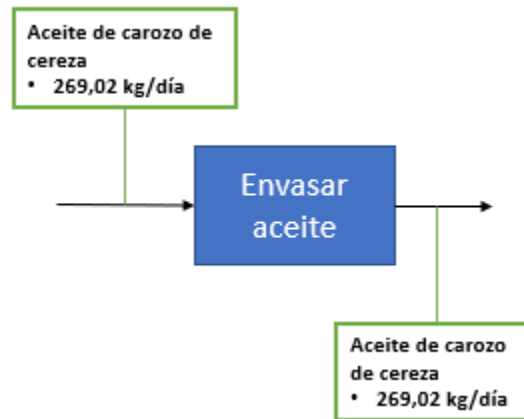 Aceite de carozo de
cereza
• 269,02 kg/día
Envasar
aceite
Aceite de carozo
de cereza
• 269,02 kg/día